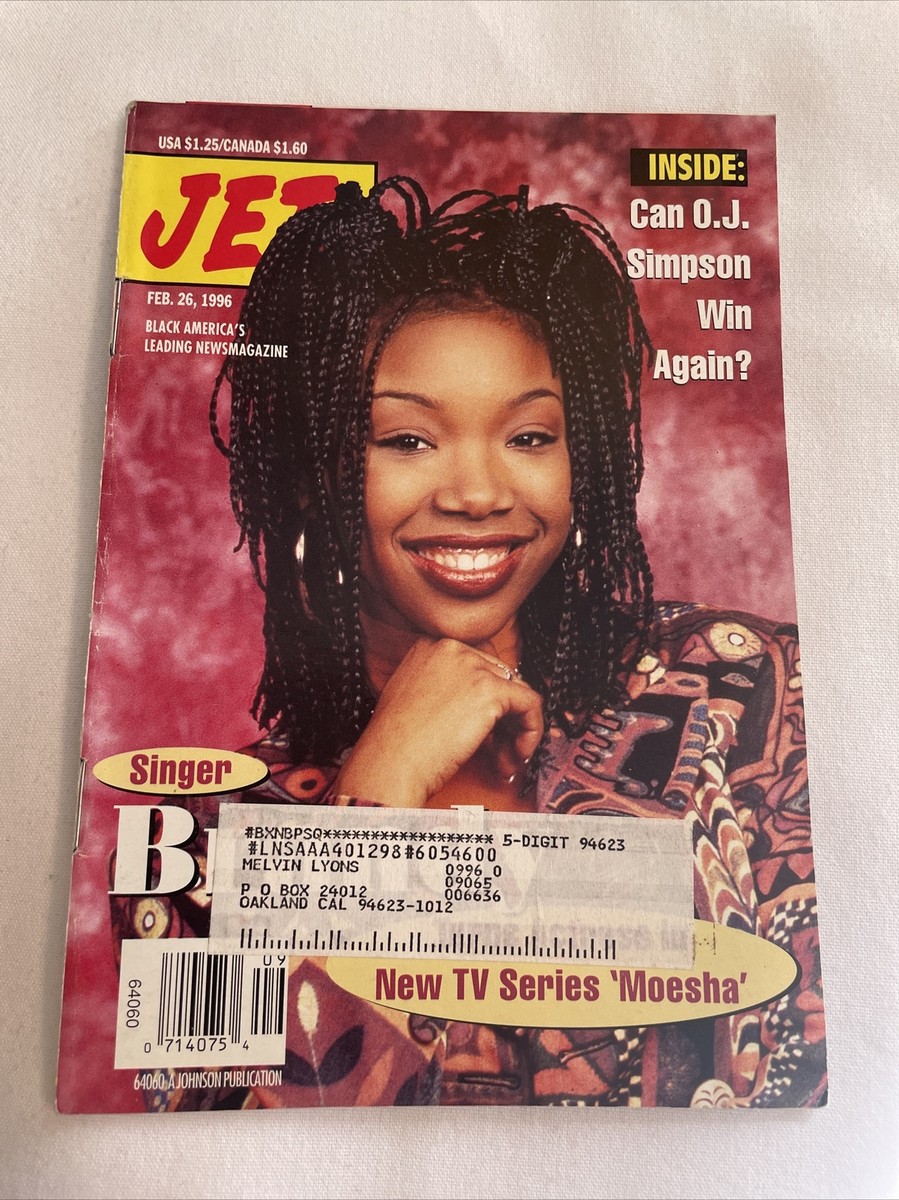 USA $1.25/CANADA $1.60
JET
FEB. 26, 1996
BLACK AMERICA'S
LEADING NEWSMAGAZINE
INSIDE:
Can O.J.
Simpson
Win
Again?
Singer
#BXNBPSQ****************** 5-DIGIT 94623
#LNSAAA401298#6054600
MELVIN LYONS 0996 0
09065
P O BOX 24012 006636
OAKLAND CAL 94623-1012
New TV Series 'Moesha'
09
64060
0 714075 4
64060 A JOHNSON PUBLICATION